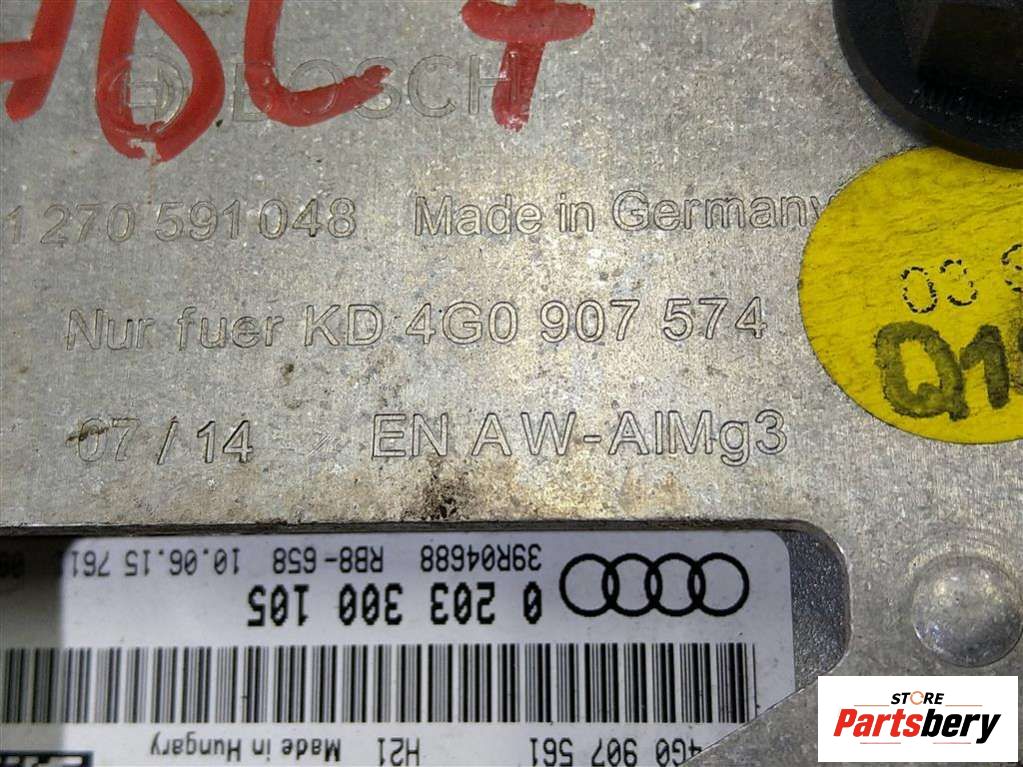 BOSCH
1 270 591 048 Made in Germany
Nur fuer KD 4G0 907 574
07 / 14 EN AW-AlMg3
03
Q1
39R04688 RB8-658 10.06.15 761
0 203 300 105
4G0 907 561 H21 Made in Hungary
STORE
Partsbery